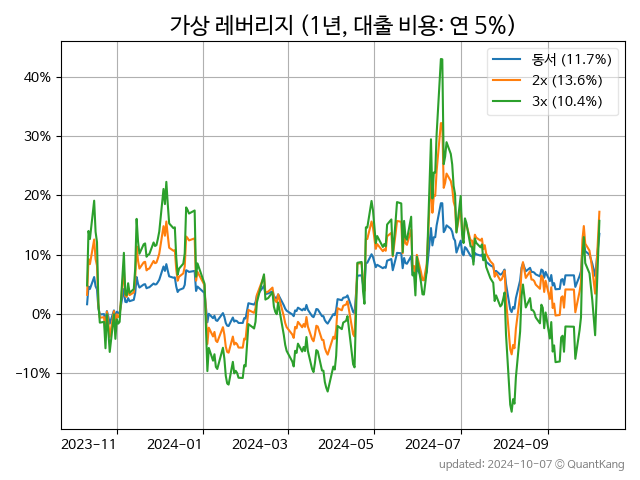 가상 레버리지 (1년, 대출 비용: 연 5%)
동서 (11.7%)
2x (13.6%)
3x (10.4%)
40%
30%
20%
10%
0%
−10%
2023-11
2024-01
2024-03
2024-05
2024-07
2024-09
updated: 2024-10-07 © QuantKang